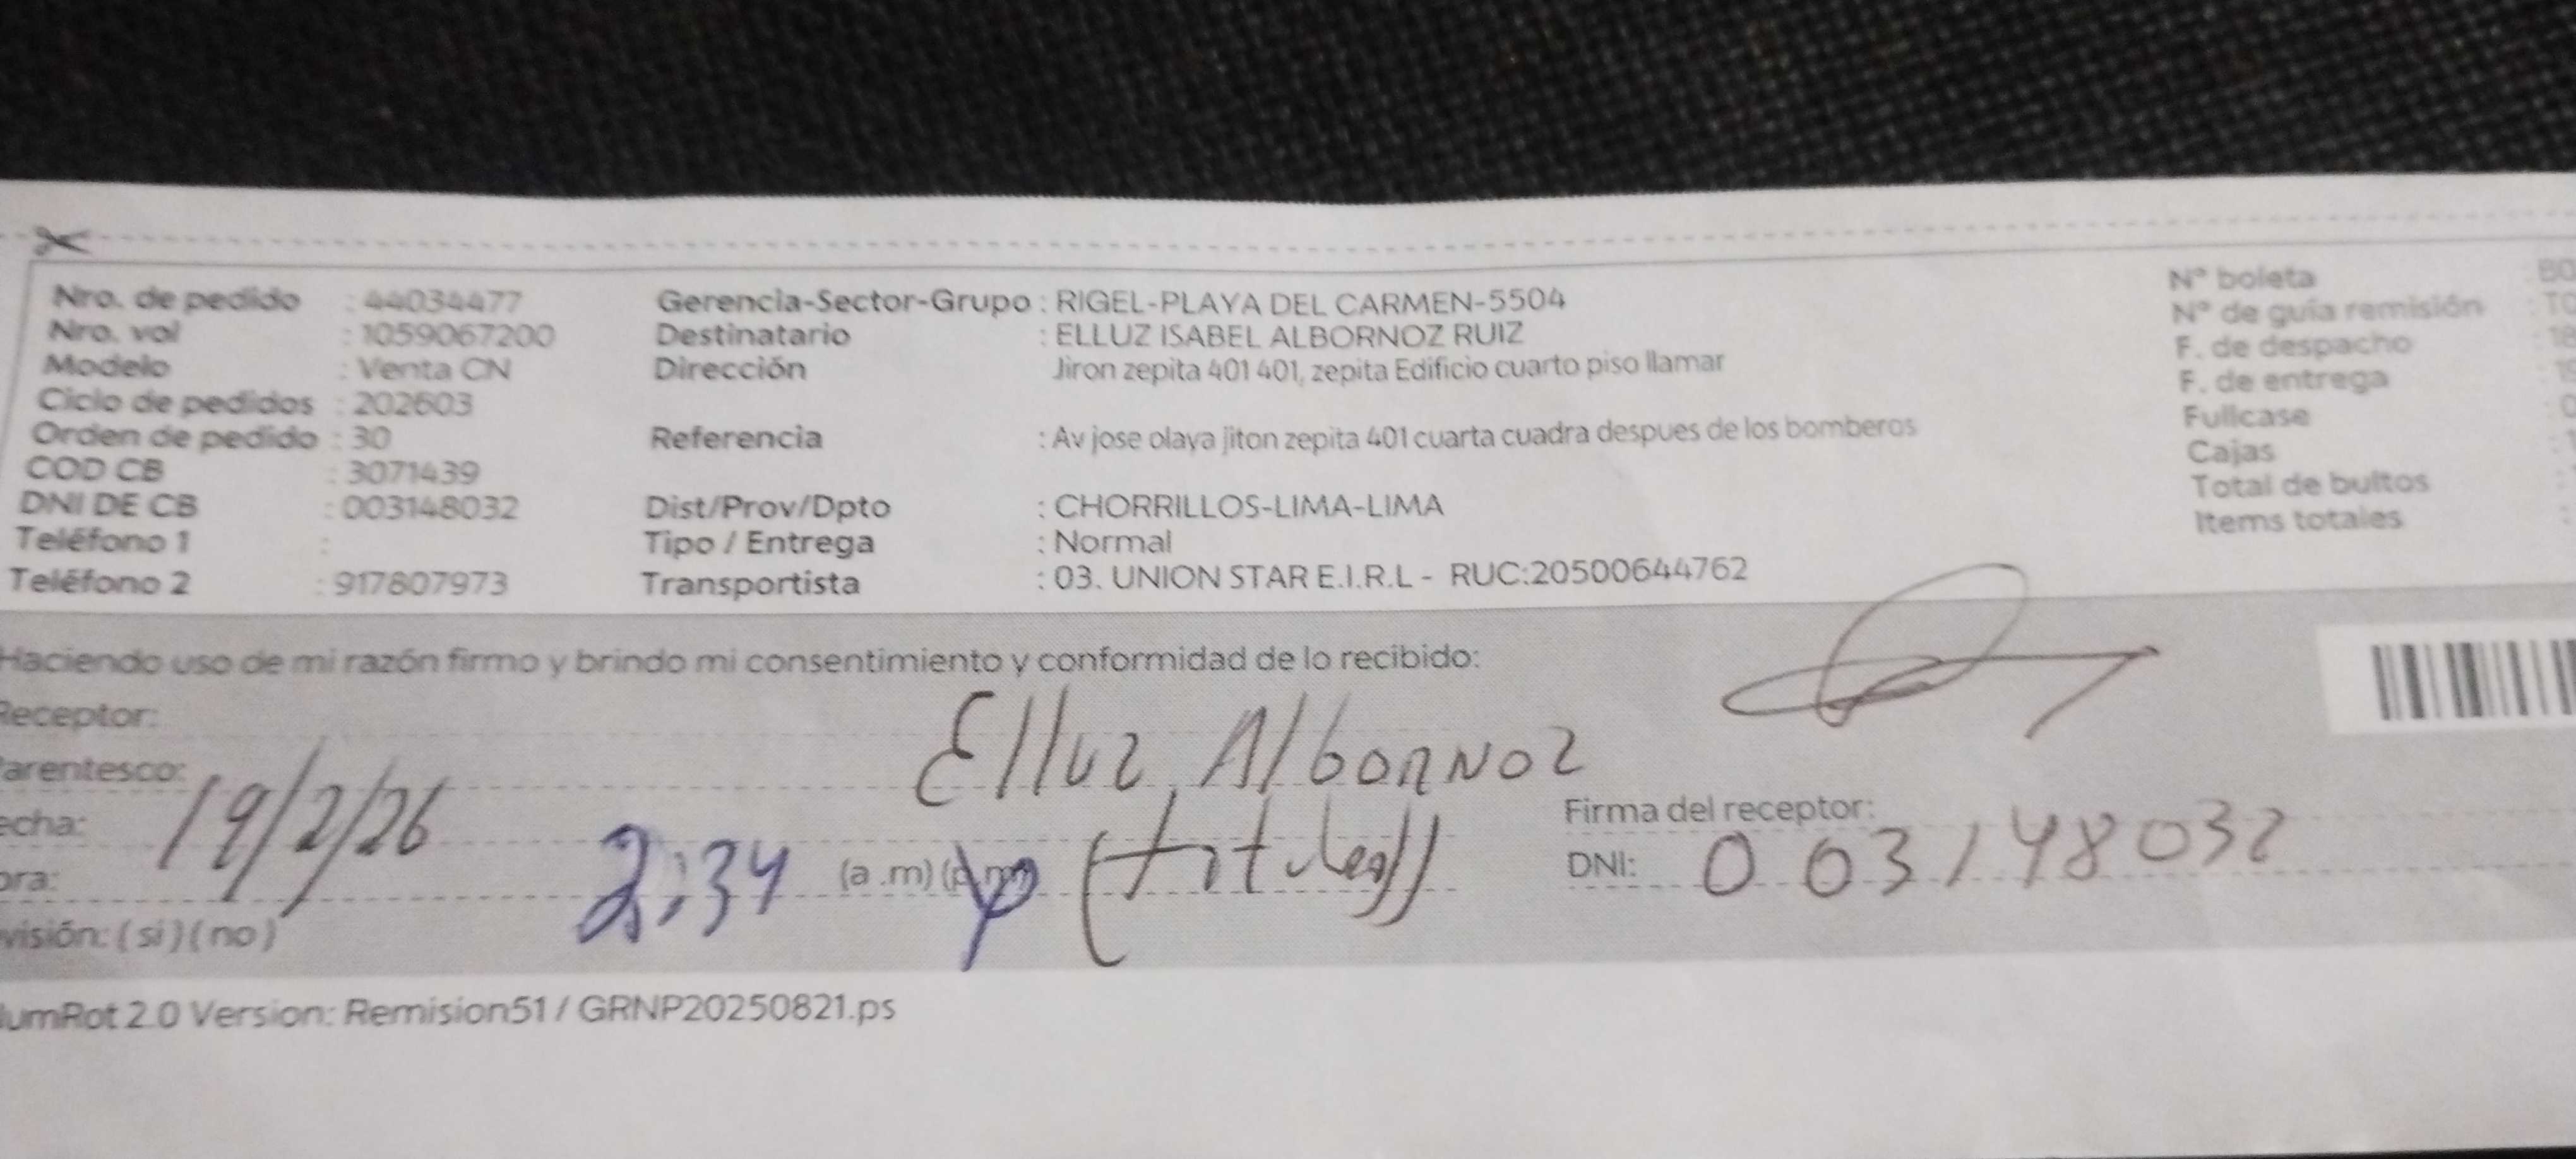 Nro. de pedido : 44034477
Nro. vol : 1059067200
Modelo : Venta CN
Ciclo de pedidos : 202603
Orden de pedido : 30
COD CB : 3071439
DNI DE CB : 003148032
Teléfono 1 :
Teléfono 2 : 917807973
Gerencia-Sector-Grupo : RIGEL-PLAYA DEL CARMEN-5504
Destinatario : ELLUZ ISABEL ALBORNOZ RUIZ
Dirección Jiron zepita 401 401, zepita Edificio cuarto piso llamar
Referencia : Av jose olaya jiton zepita 401 cuarta cuadra despues de los bomberos
Dist/Prov/Dpto : CHORRILLOS-LIMA-LIMA
Tipo / Entrega : Normal
Transportista : 03. UNION STAR E.I.R.L - RUC:20500644762
N° boleta : B0
N° de guía remisión : T0
F. de despacho : 18
F. de entrega : 19
Fullcase
Cajas
Total de bultos
Items totales
Haciendo uso de mi razón firmo y brindo mi consentimiento y conformidad de lo recibido:
Receptor: Elluz Albornoz
arentesco: (titular)
echa: 19/2/26
ora: 2:34 (a .m) (p.m)
visión: ( si ) ( no )
Firma del receptor:
DNI: 003148032
umRot 2.0 Version: Remision51 / GRNP20250821.ps